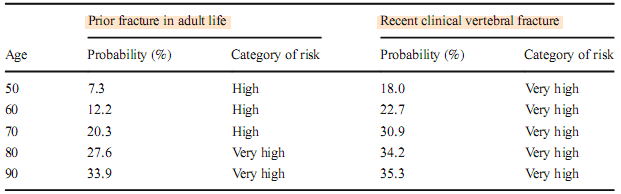 Prior fracture in adult life Recent clinical vertebral fracture
Age Probability (%) Category of risk Probability (%) Category of risk
50 7.3 High 18.0 Very high
60 12.2 High 22.7 Very high
70 20.3 High 30.9 Very high
80 27.6 Very high 34.2 Very high
90 33.9 Very high 35.3 Very high